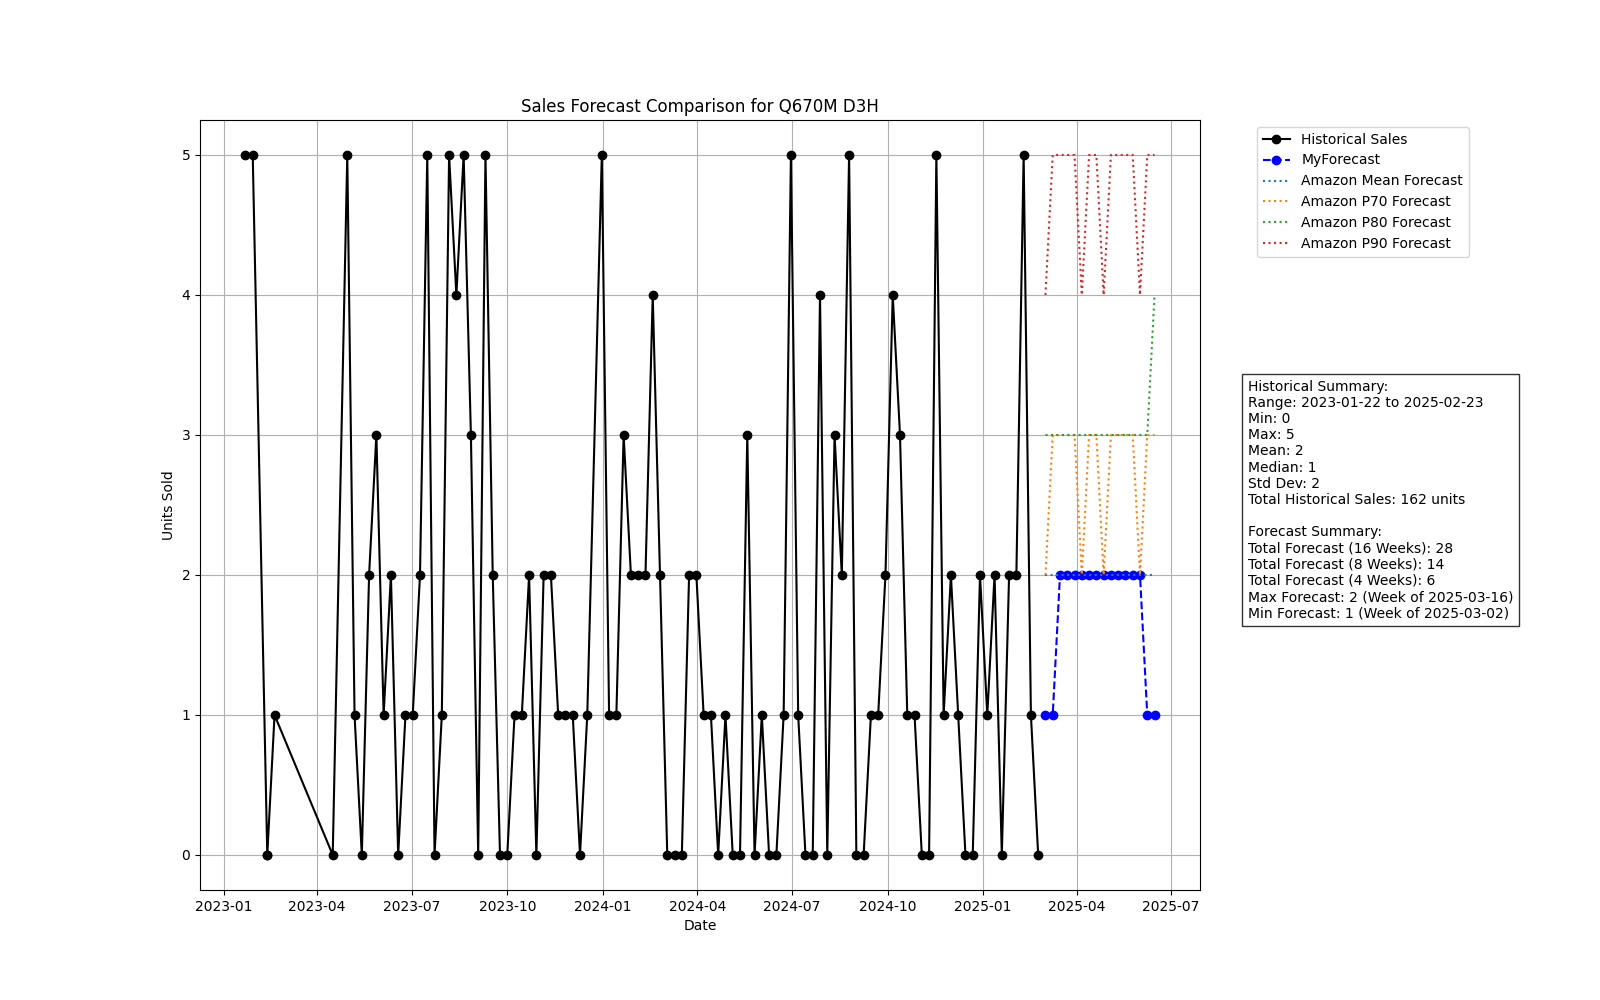 Sales Forecast Comparison for Q670M D3H
Historical Sales
MyForecast
Amazon Mean Forecast
Amazon P70 Forecast
Amazon P80 Forecast
Amazon P90 Forecast
5
4
3
2
1
0
Units Sold
2023-01
2023-04
2023-07
2023-10
2024-01
2024-04
2024-07
2024-10
2025-01
2025-04
2025-07
Date
Historical Summary:
Range: 2023-01-22 to 2025-02-23
Min: 0
Max: 5
Mean: 2
Median: 1
Std Dev: 2
Total Historical Sales: 162 units
Forecast Summary:
Total Forecast (16 Weeks): 28
Total Forecast (8 Weeks): 14
Total Forecast (4 Weeks): 6
Max Forecast: 2 (Week of 2025-03-16)
Min Forecast: 1 (Week of 2025-03-02)